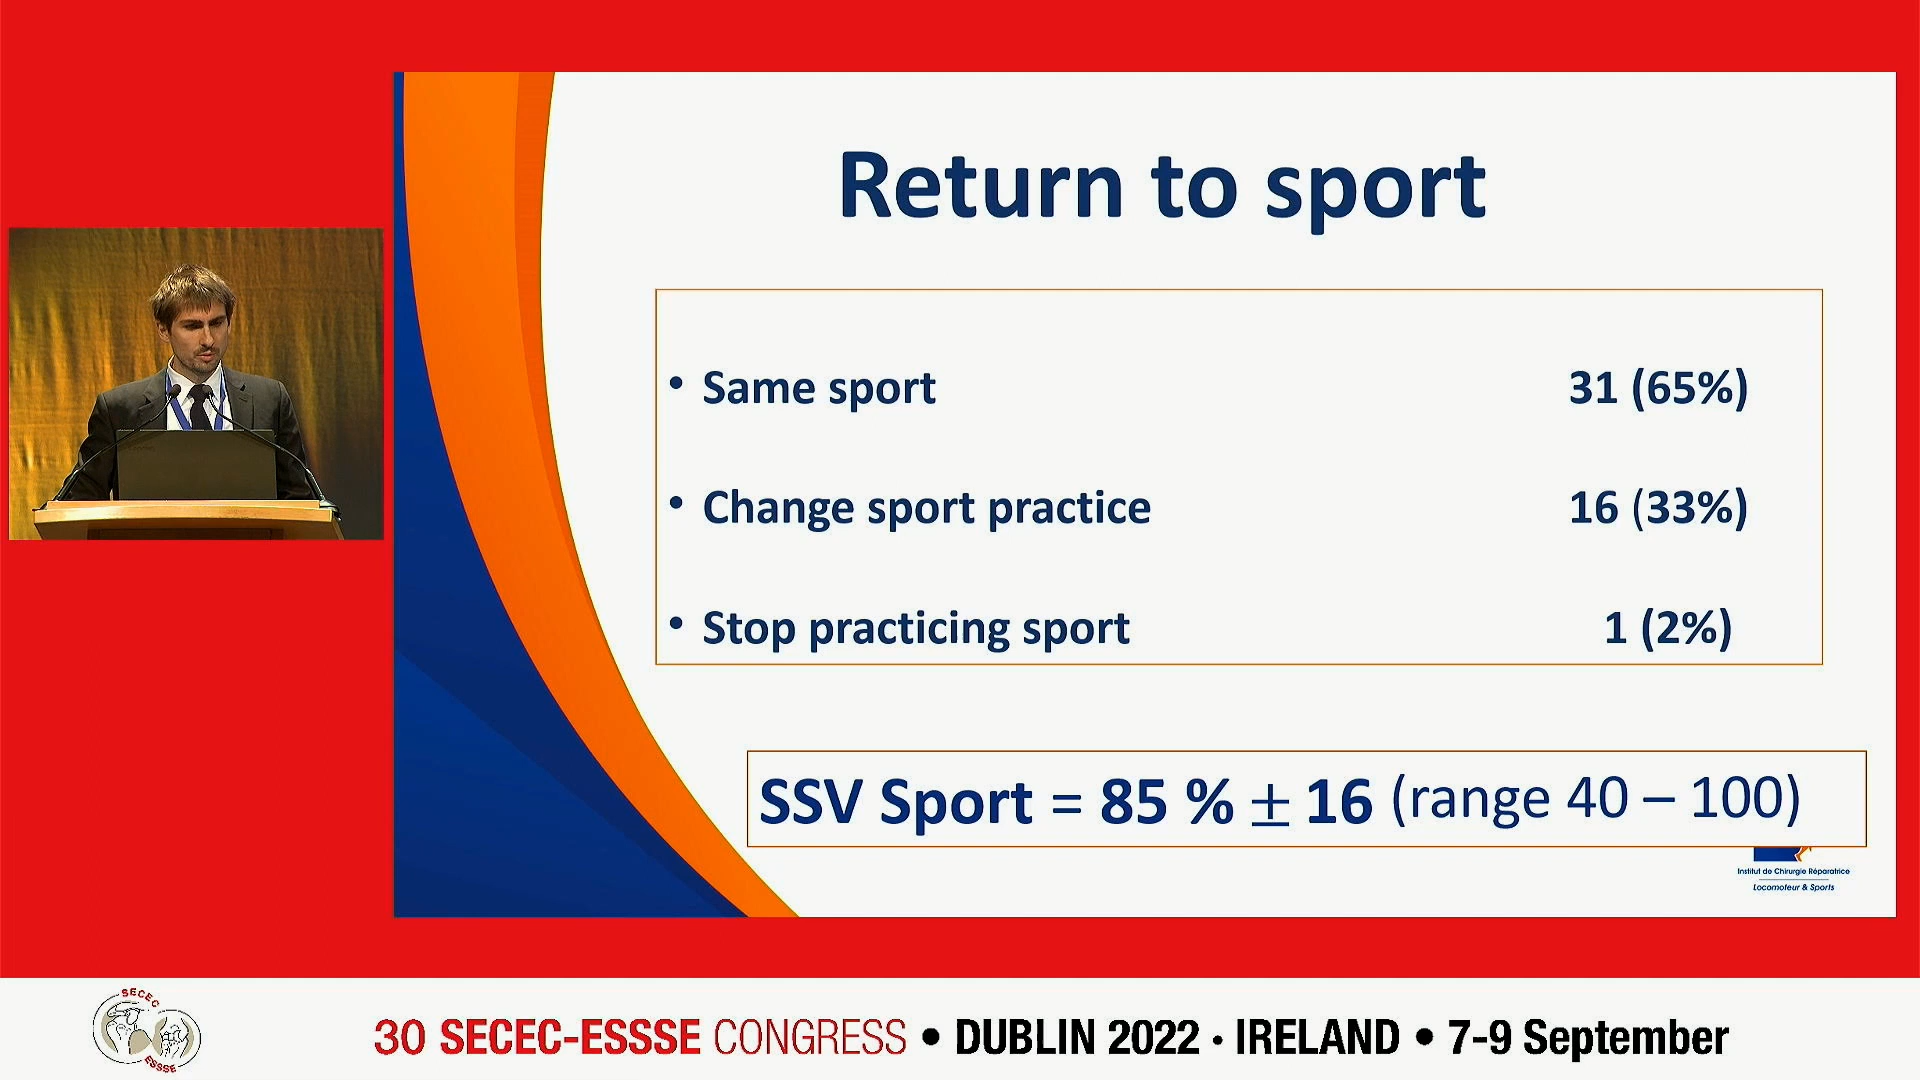 Return to sport
• Same sport 31 (65%)
• Change sport practice 16 (33%)
• Stop practicing sport 1 (2%)
SSV Sport = 85 % ± 16 (range 40 – 100)
Institut de Chirurgie Réparatrice
Locomoteur & Sports
SECEC
ESSSE
30 SECEC-ESSSE CONGRESS • DUBLIN 2022 • IRELAND • 7-9 September